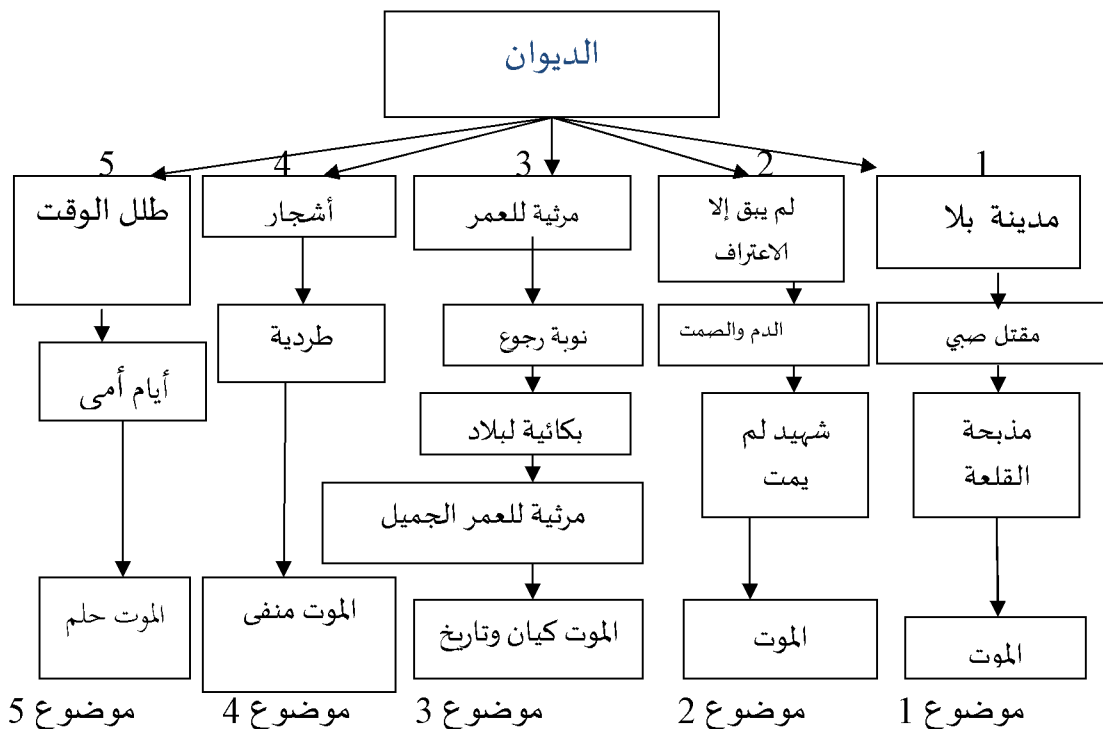 الديوان
1
2
3
4
5
مدينة بلا
لم يبق إلا
الاعتراف
مرثية للعمر
أشجار
طلل الوقت
مقتل صبي
الدم والصمت
نوبة رجوع
طردية
أيام أمى
مذبحة
القلعة
شهيد لم
يمت
بكائية لبلاد
مرثية للعمر الجميل
الموت
الموت
الموت كيان وتاريخ
الموت منفى
الموت حلم
موضوع 1
موضوع 2
موضوع 3
موضوع 4
موضوع 5